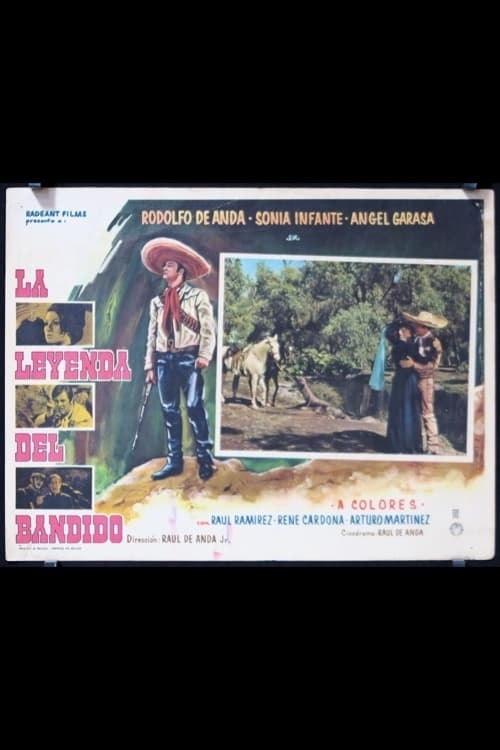 RADEANT FILMS
presenta a:
RODOLFO DE ANDA · SONIA INFANTE · ANGEL GARASA
en
LA
LEYENDA
DEL
BANDIDO
· A COLORES ·
con RAUL RAMIREZ · RENE CARDONA · ARTURO MARTINEZ
Dirección: RAUL DE ANDA Jr.
Cinedrama: RAUL DE ANDA